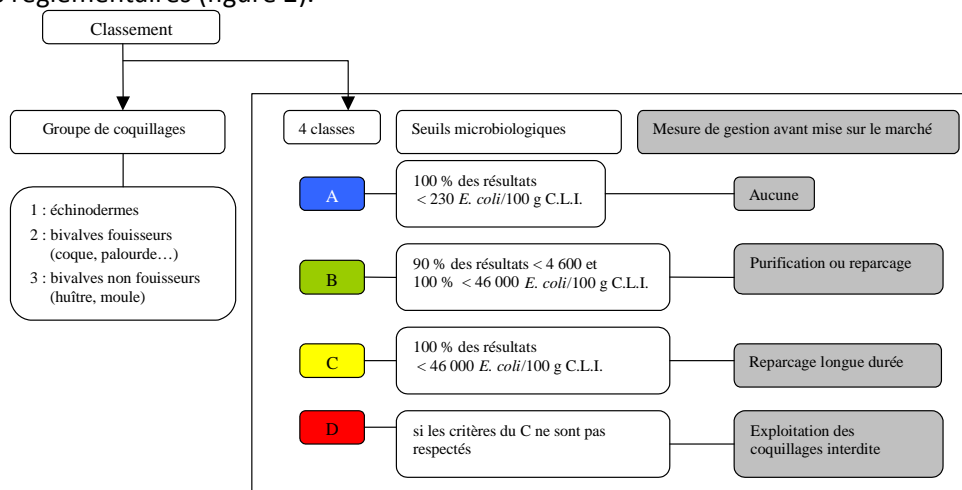 s réglementaires (figure 2).
Classement
Groupe de coquillages
4 classes
Seuils microbiologiques
Mesure de gestion avant mise sur le marché
1 : échinodermes
2 : bivalves fouisseurs
(coque, palourde…)
3 : bivalves non fouisseurs
(huître, moule)
A
100 % des résultats
< 230 E. coli/100 g C.L.I.
Aucune
B
90 % des résultats < 4 600 et
100 % < 46 000 E. coli/100 g C.L.I.
Purification ou reparcage
C
100 % des résultats
< 46 000 E. coli/100 g C.L.I.
Reparcage longue durée
D
si les critères du C ne sont pas
respectés
Exploitation des
coquillages interdite